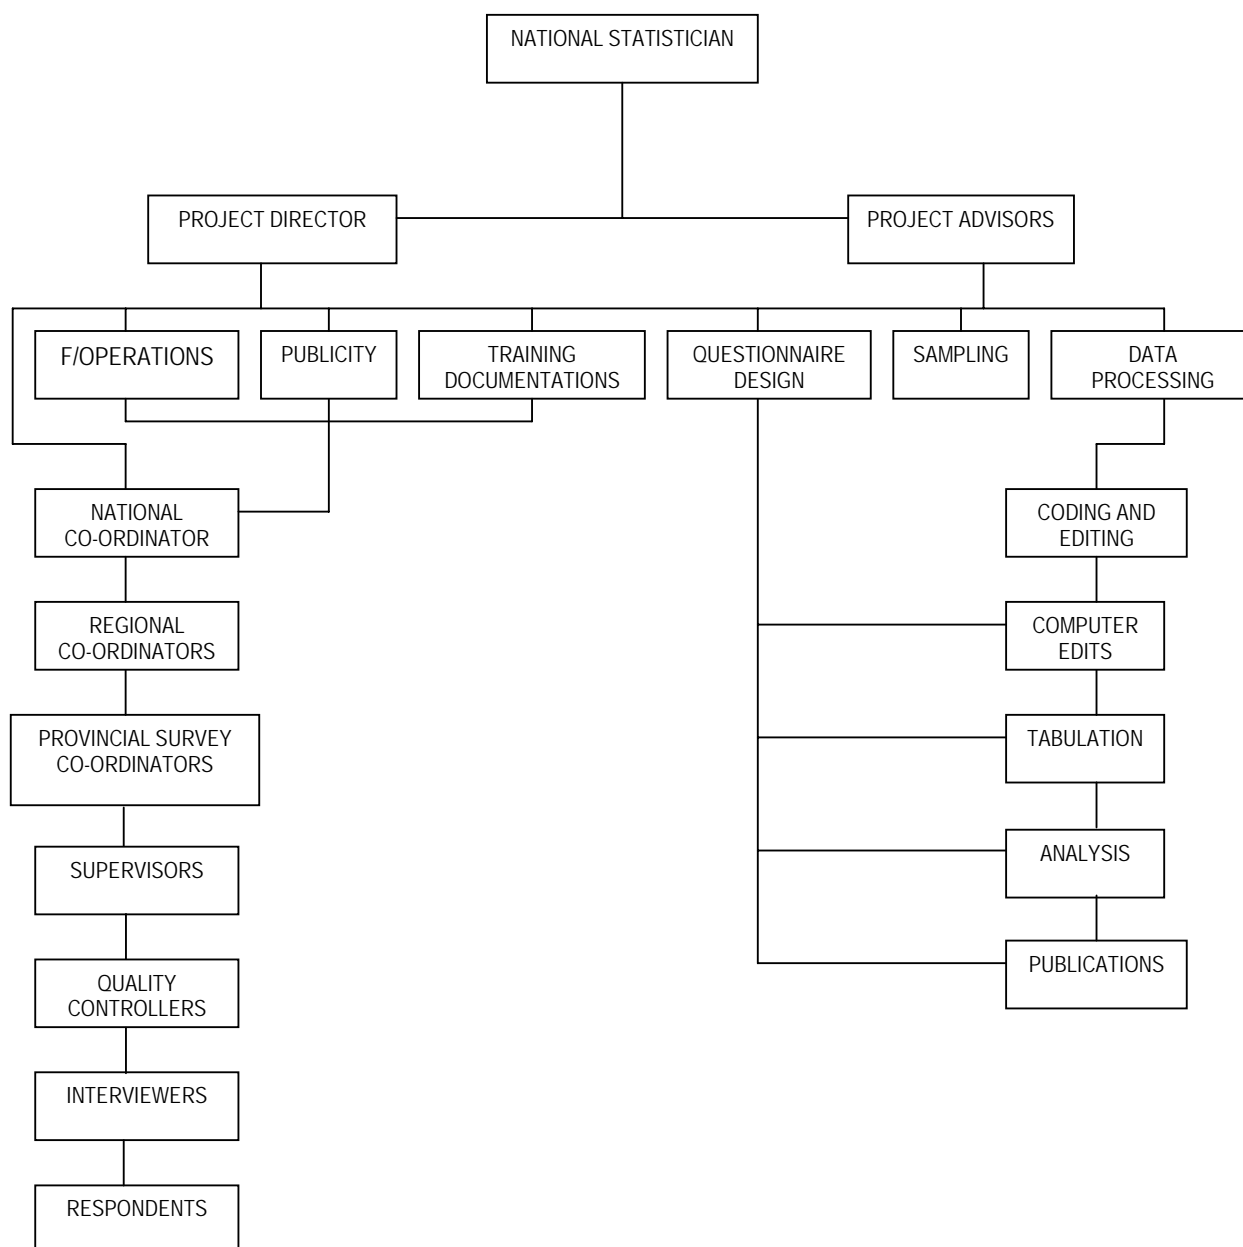 NATIONAL STATISTICIAN
PROJECT DIRECTOR
PROJECT ADVISORS
F/OPERATIONS
PUBLICITY
TRAINING
DOCUMENTATIONS
QUESTIONNAIRE
DESIGN
SAMPLING
DATA
PROCESSING
NATIONAL
CO-ORDINATOR
CODING AND
EDITING
REGIONAL
CO-ORDINATORS
COMPUTER
EDITS
PROVINCIAL SURVEY
CO-ORDINATORS
TABULATION
SUPERVISORS
ANALYSIS
QUALITY
CONTROLLERS
PUBLICATIONS
INTERVIEWERS
RESPONDENTS